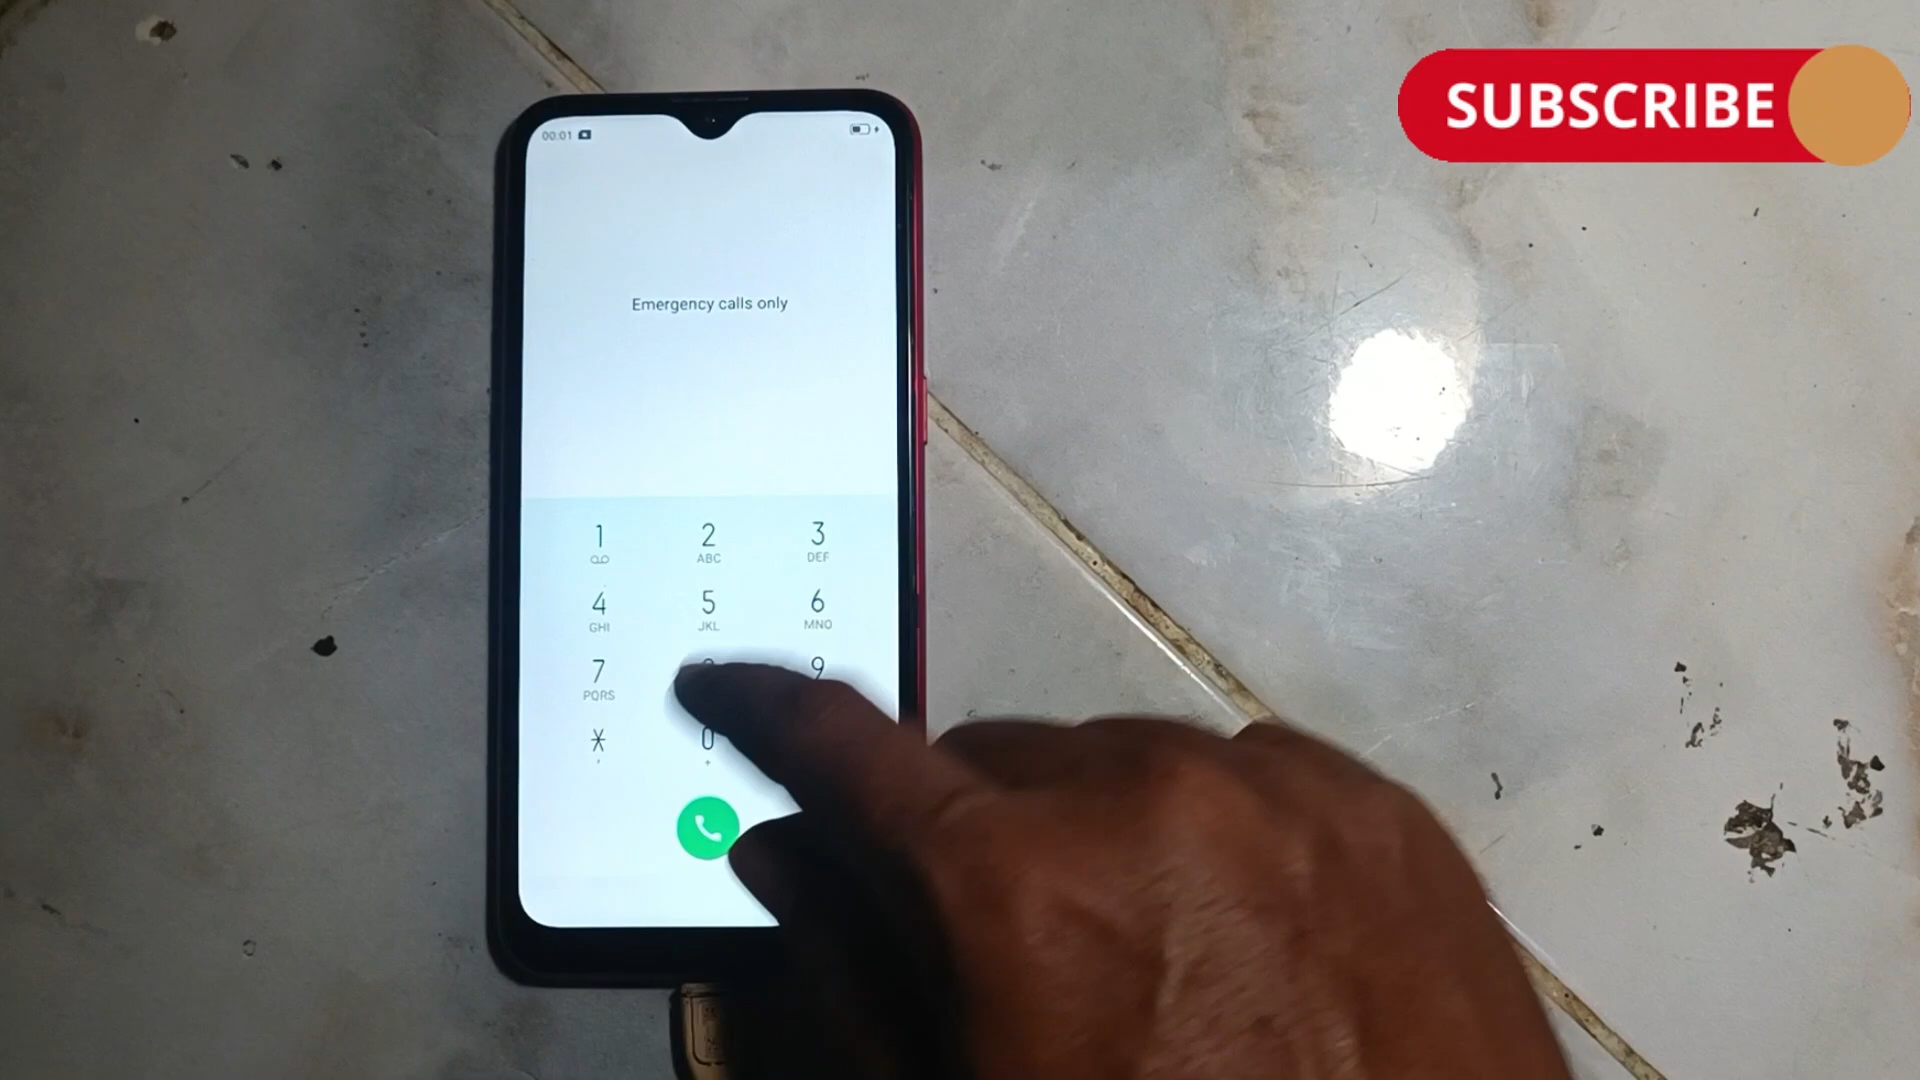 SUBSCRIBE
00:01
Emergency calls only
1 2 3
ABC DEF
4 5 6
GHI JKL MNO
7 9
PQRS
* 0
, +